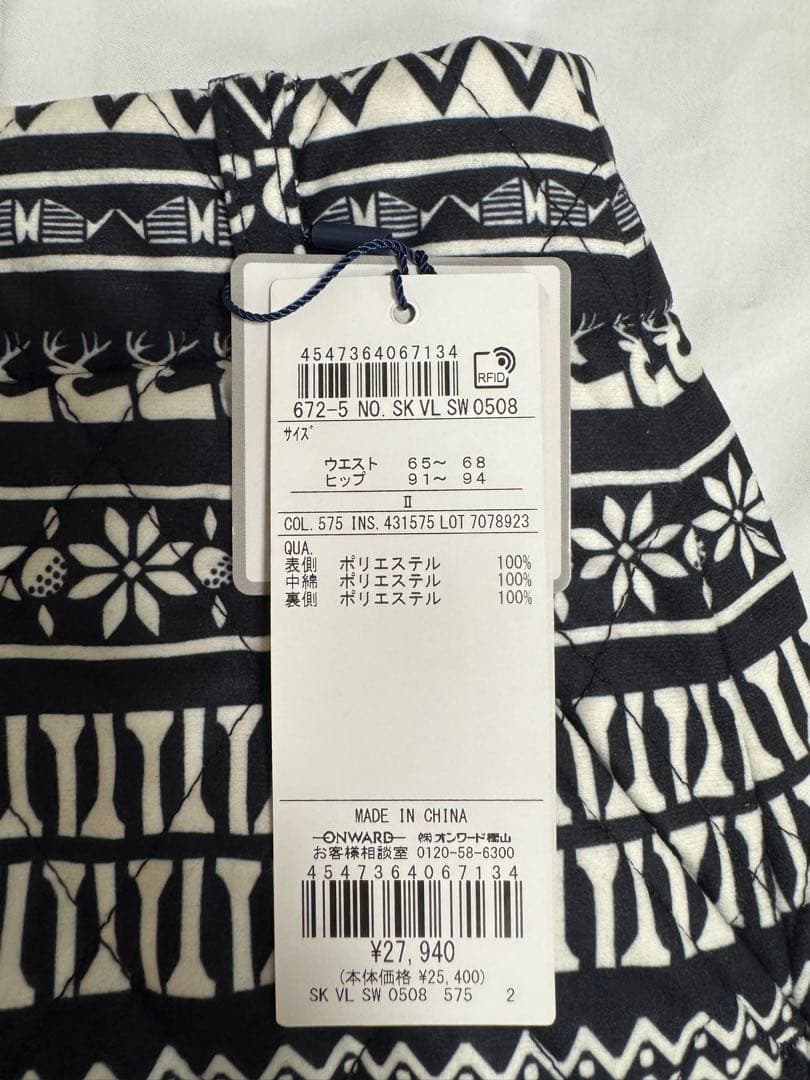 4547364067134
RFID
672-5 NO. SK VL SW 0508
サイズ
ウエスト 65〜 68
ヒップ 91〜 94
Ⅱ
COL. 575 INS. 431575 LOT 7078923
QUA.
表側 ポリエステル 100%
中綿 ポリエステル 100%
裏側 ポリエステル 100%
MADE IN CHINA
ONWARD ㈱オンワード樫山
お客様相談室 0120-58-6300
4547364067134
¥27,940
(本体価格 ¥25,400)
SK VL SW 0508 575 2